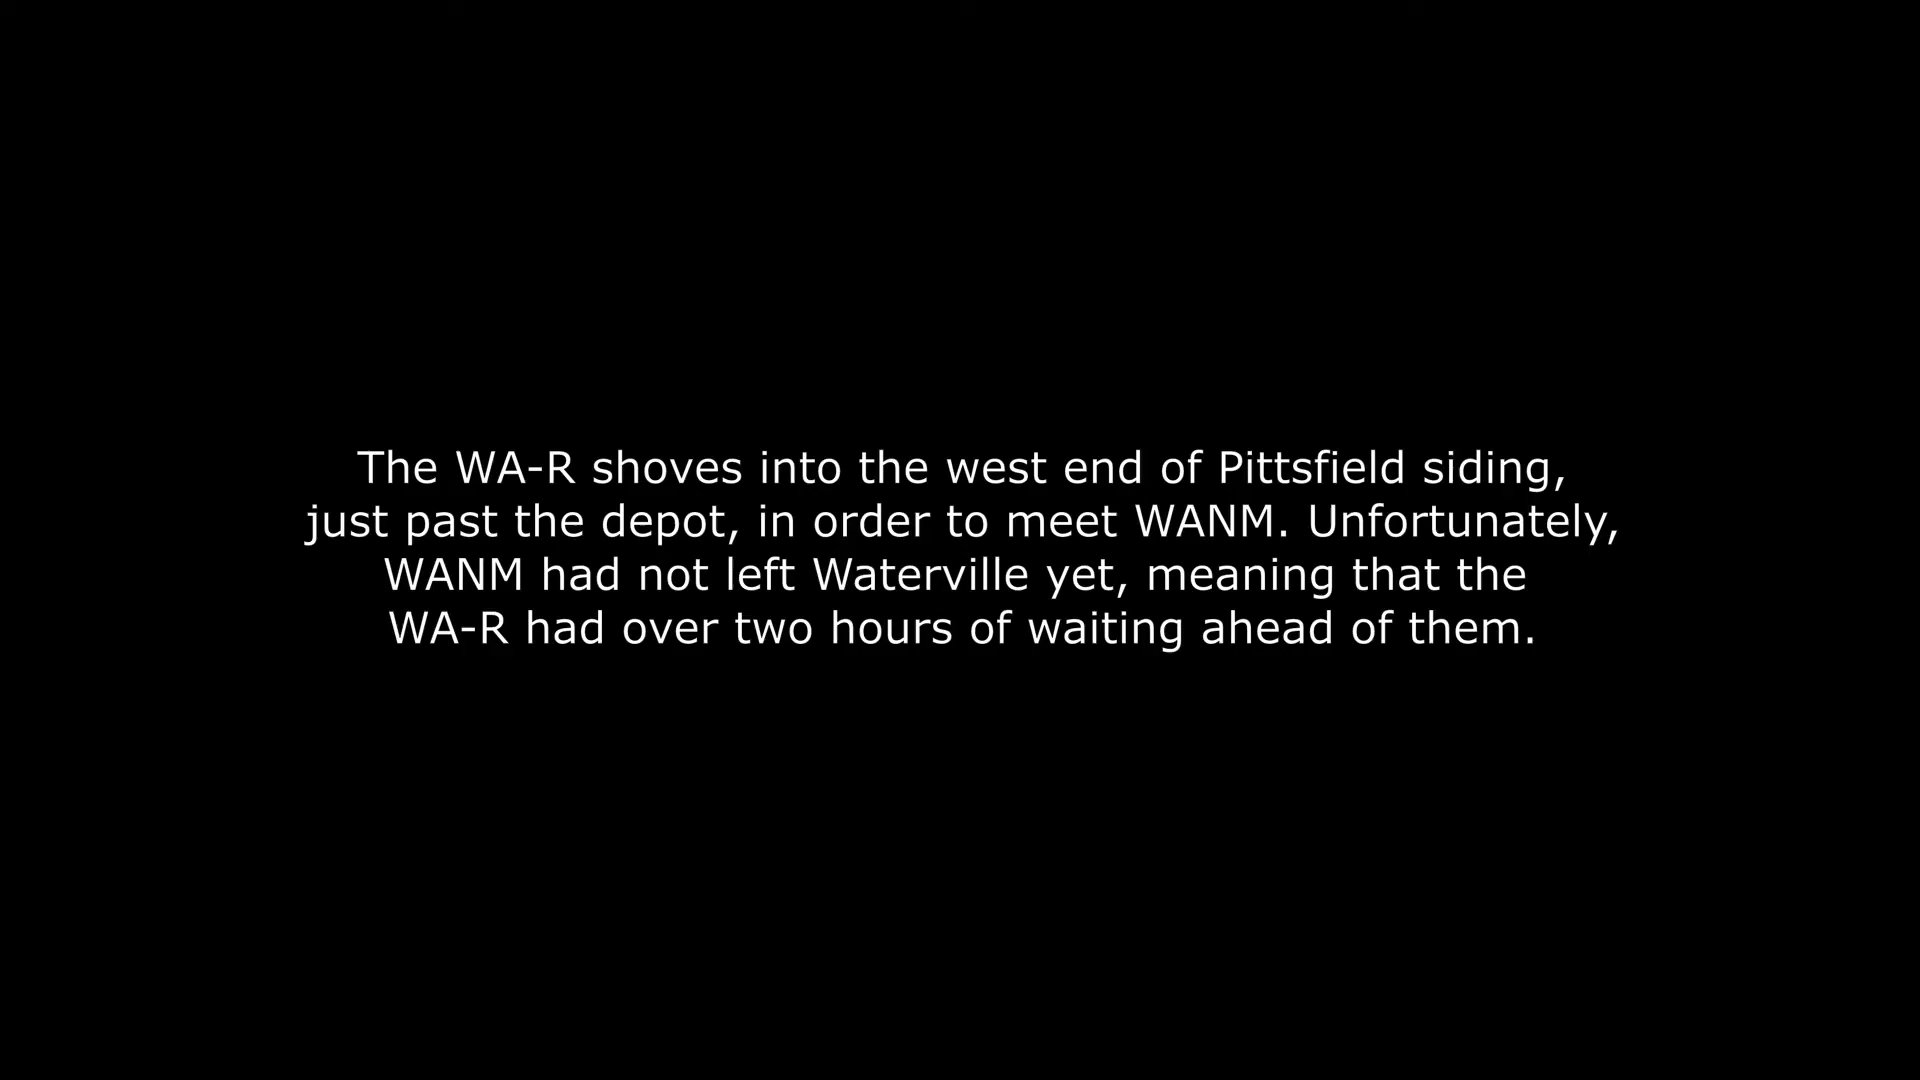 The WA-R shoves into the west end of Pittsfield siding,
just past the depot, in order to meet WANM. Unfortunately,
WANM had not left Waterville yet, meaning that the
WA-R had over two hours of waiting ahead of them.